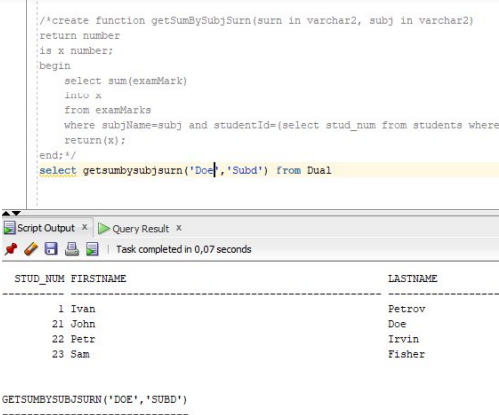 /*create function getSumBySubjSurn(surn in varchar2, subj in varchar2)
return number
is x number;
begin
select sum(examMark)
into x
from examMarks
where subjName=subj and studentId=(select stud_num from students where
return(x);
end;*/
select getsumbysubjsurn('Doe','Subd') from Dual
Script Output x Query Result x
Task completed in 0,07 seconds
STUD_NUM FIRSTNAME LASTNAME
---------- -------------------------------------------------- --------------------
1 Ivan Petrov
21 John Doe
22 Petr Irvin
23 Sam Fisher
GETSUMBYSUBJSURN('DOE','SUBD')
------------------------------